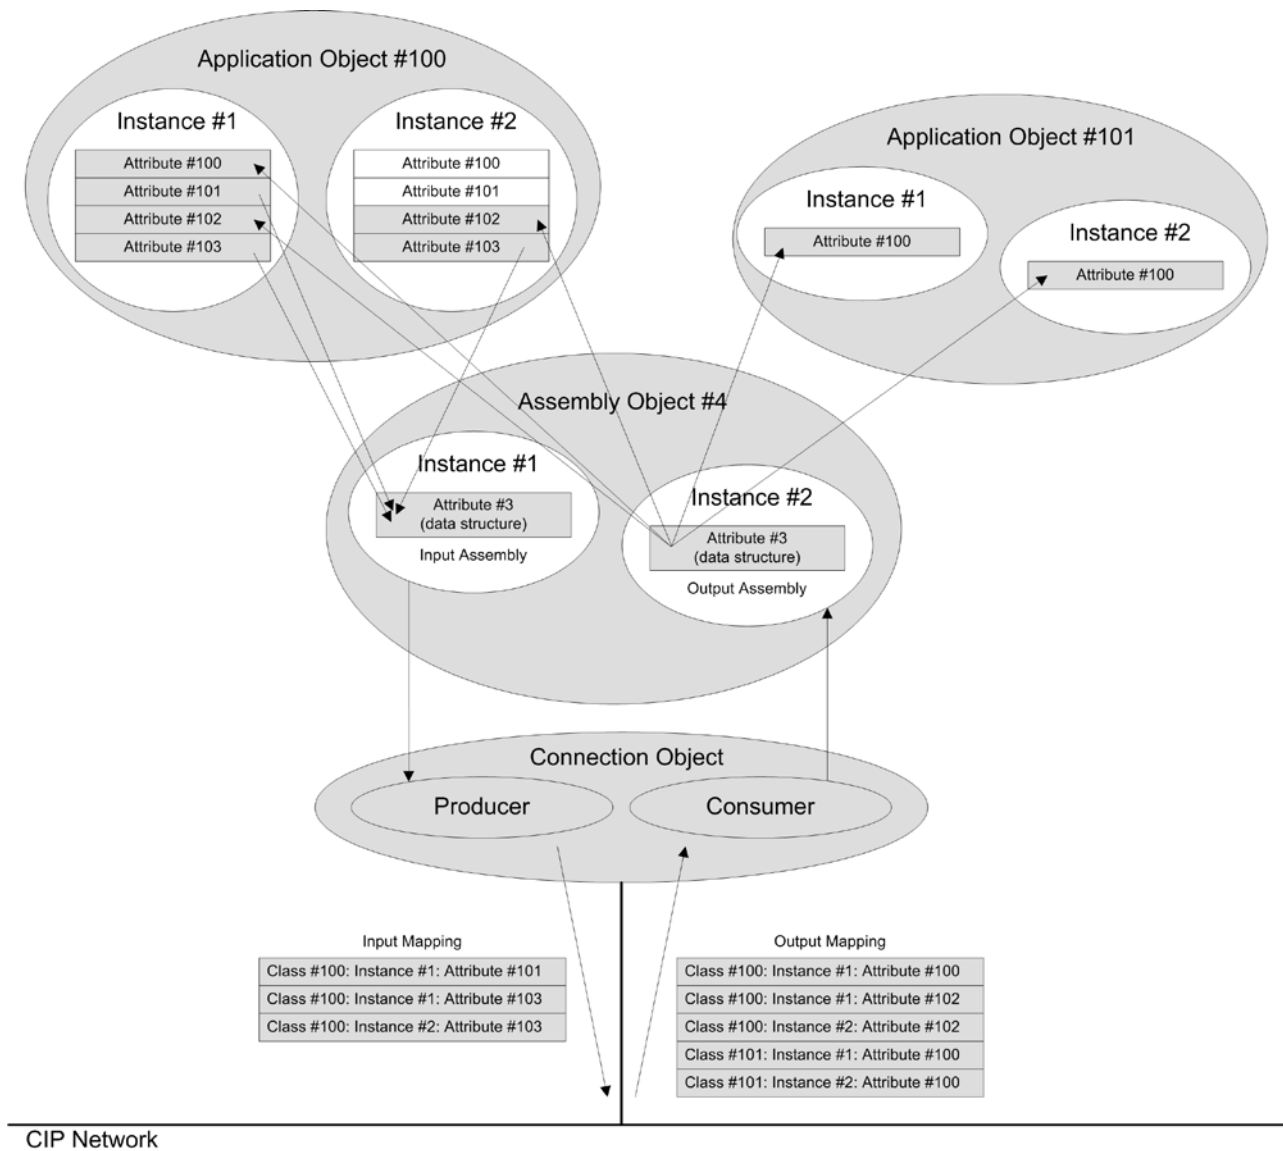 Application Object #100
Instance #1
Attribute #100
Attribute #101
Attribute #102
Attribute #103
Instance #2
Attribute #100
Attribute #101
Attribute #102
Attribute #103
Application Object #101
Instance #1
Attribute #100
Instance #2
Attribute #100
Assembly Object #4
Instance #1
Attribute #3
(data structure)
Input Assembly
Instance #2
Attribute #3
(data structure)
Output Assembly
Connection Object
Producer
Consumer
Input Mapping
Class #100: Instance #1: Attribute #101
Class #100: Instance #1: Attribute #103
Class #100: Instance #2: Attribute #103
Output Mapping
Class #100: Instance #1: Attribute #100
Class #100: Instance #1: Attribute #102
Class #100: Instance #2: Attribute #102
Class #101: Instance #1: Attribute #100
Class #101: Instance #2: Attribute #100
CIP Network